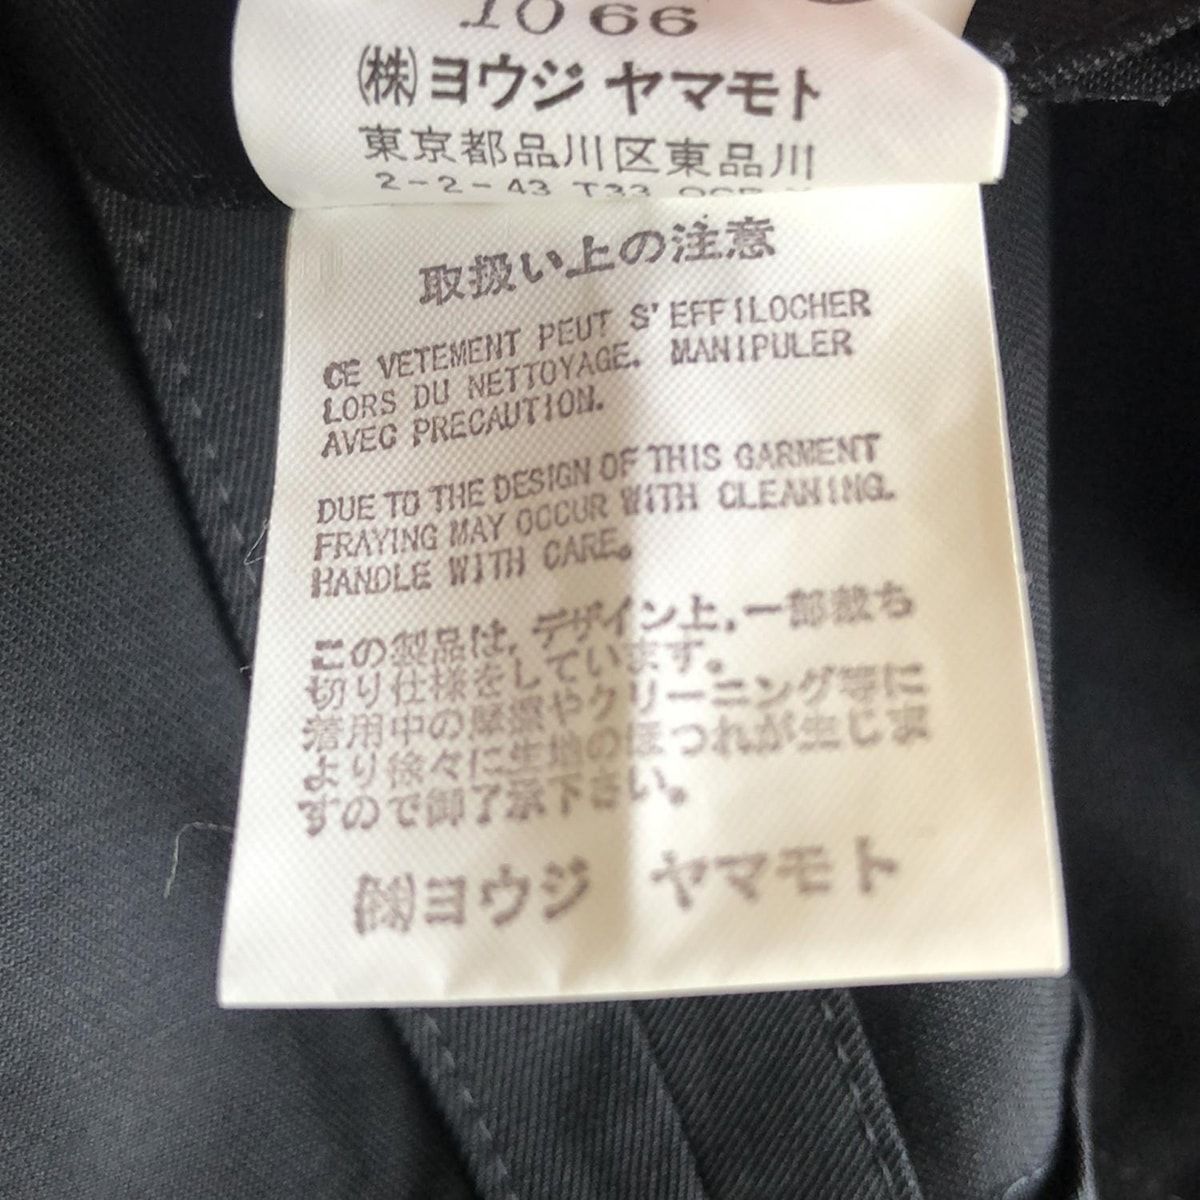 1066
(株)ヨウジ ヤマモト
東京都品川区東品川
2-2-43 T33
取扱い上の注意
CE VETEMENT PEUT S'EFFILOCHER
LORS DU NETTOYAGE. MANIPULER
AVEC PRECAUTION.
DUE TO THE DESIGN OF THIS GARMENT
FRAYING MAY OCCUR WITH CLEANING.
HANDLE WITH CARE.
この製品は、デザイン上、一部裁ち
切り仕様をしています。
着用中の摩擦やクリーニング等に
より徐々に生地のほつれが生じま
すので御了承下さい。
㈱ヨウジ ヤマモト